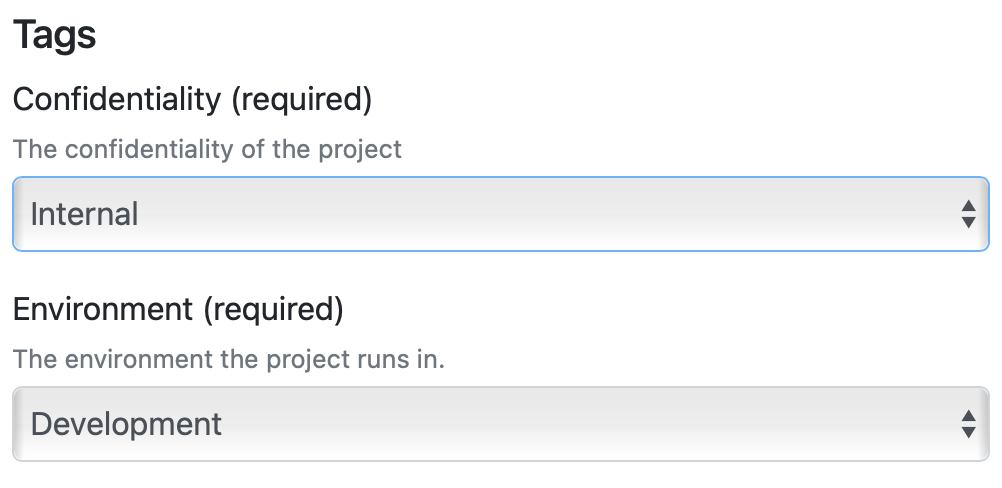 Tags
Confidentiality (required)
The confidentiality of the project
Internal
Environment (required)
The environment the project runs in.
Development